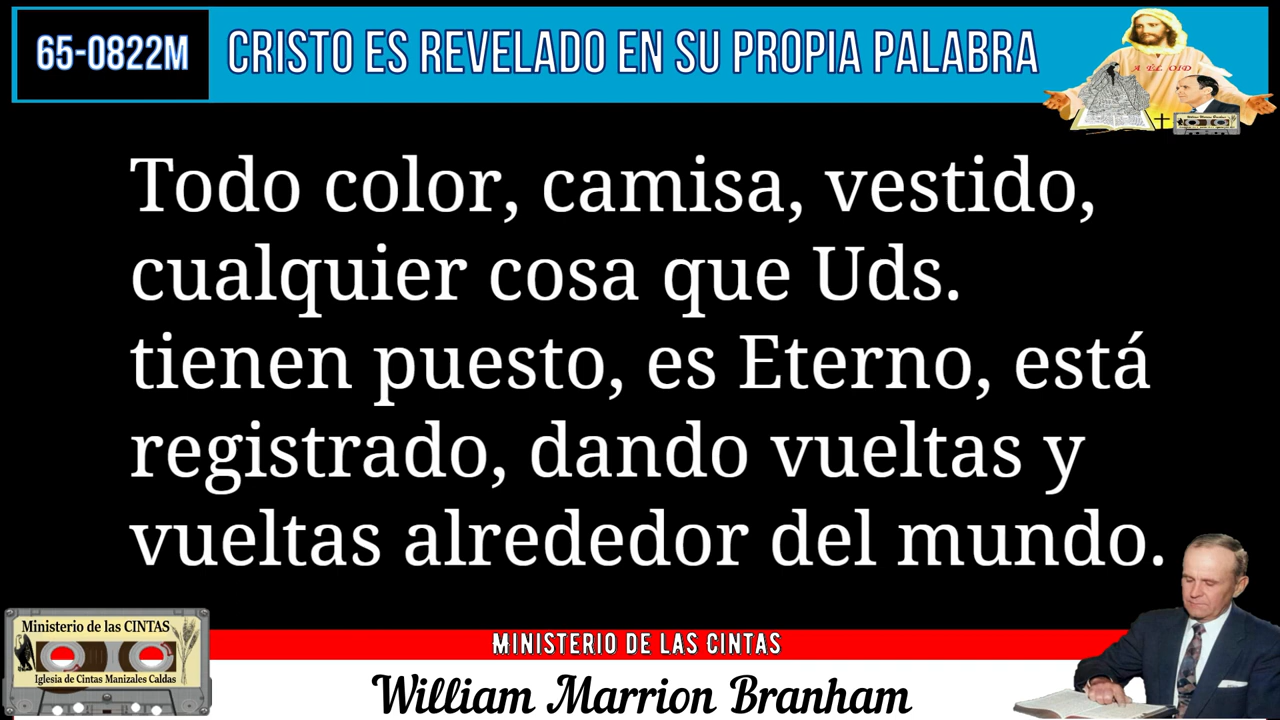 65-0822M
CRISTO ES REVELADO EN SU PROPIA PALABRA
A ÉL OID
Todo color, camisa, vestido,
cualquier cosa que Uds.
tienen puesto, es Eterno, está
registrado, dando vueltas y
vueltas alrededor del mundo.
Ministerio de las CINTAS
Iglesia de Cintas Manizales Caldas
MINISTERIO DE LAS CINTAS
William Marrion Branham